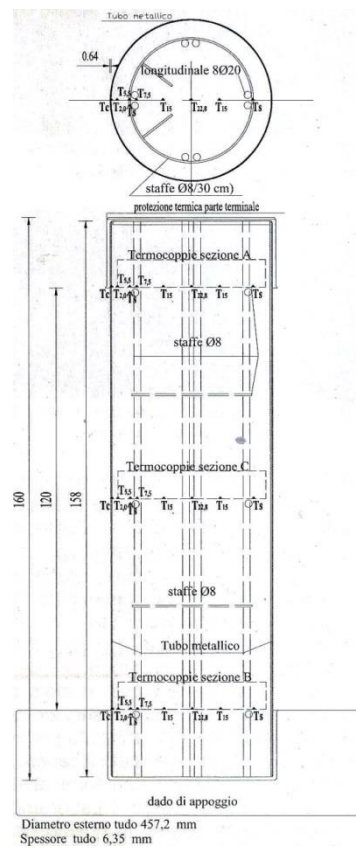 Tubo metallico
0.64
longitudinale 8Ø20
T5,5
Tc T2,0 Ts T7,5 T15 T22,8 T15 Ts
staffe Ø8/30 cm)
protezione termica parte terminale
Termocoppie sezione A
T5,5 T7,5
Tc T2,0 Ts T15 T22,8 T15 Ts
staffe Ø8
160
120
158
Termocoppie sezione C
T5,5 T7,5
Tc T2,0 Ts T15 T22,8 T15 Ts
staffe Ø8
Tubo metallico
Termocoppie sezione B
T5,5 T7,5
Tc T2,0 Ts T15 T22,8 T15 Ts
dado di appoggio
Diametro esterno tudo 457,2 mm
Spessore tudo 6,35 mm